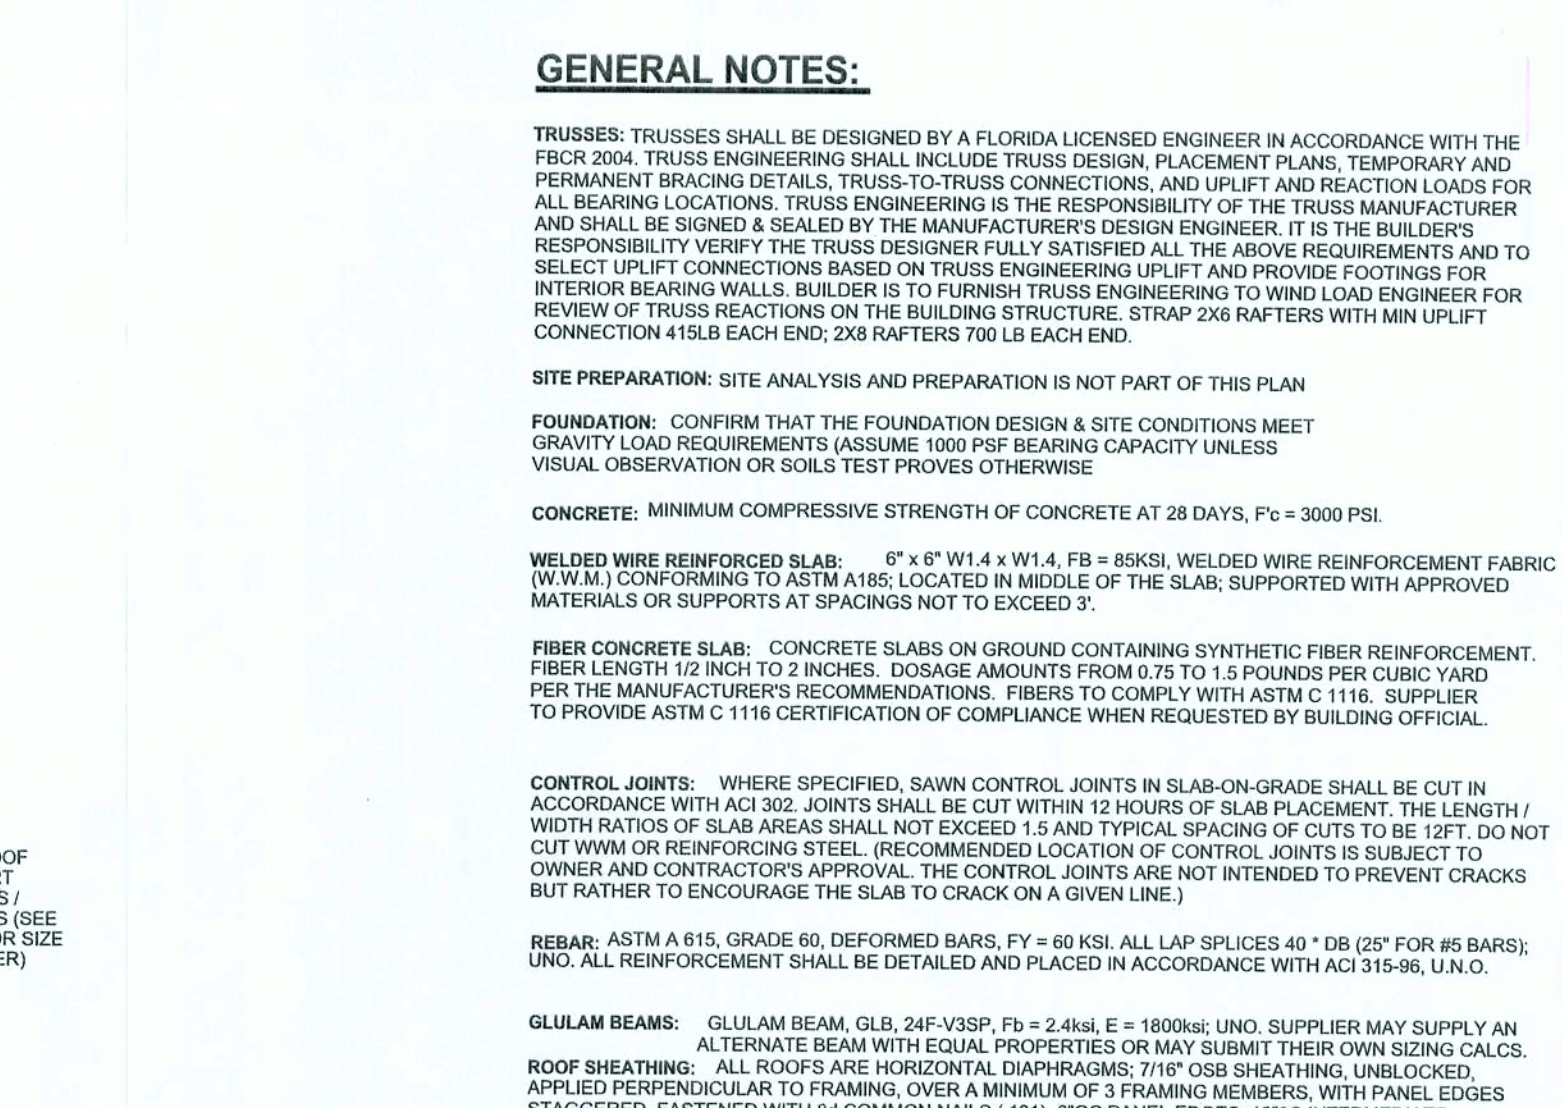 GENERAL NOTES:
TRUSSES: TRUSSES SHALL BE DESIGNED BY A FLORIDA LICENSED ENGINEER IN ACCORDANCE WITH THE
FBCR 2004. TRUSS ENGINEERING SHALL INCLUDE TRUSS DESIGN, PLACEMENT PLANS, TEMPORARY AND
PERMANENT BRACING DETAILS, TRUSS-TO-TRUSS CONNECTIONS, AND UPLIFT AND REACTION LOADS FOR
ALL BEARING LOCATIONS. TRUSS ENGINEERING IS THE RESPONSIBILITY OF THE TRUSS MANUFACTURER
AND SHALL BE SIGNED & SEALED BY THE MANUFACTURER'S DESIGN ENGINEER. IT IS THE BUILDER'S
RESPONSIBILITY VERIFY THE TRUSS DESIGNER FULLY SATISFIED ALL THE ABOVE REQUIREMENTS AND TO
SELECT UPLIFT CONNECTIONS BASED ON TRUSS ENGINEERING UPLIFT AND PROVIDE FOOTINGS FOR
INTERIOR BEARING WALLS. BUILDER IS TO FURNISH TRUSS ENGINEERING TO WIND LOAD ENGINEER FOR
REVIEW OF TRUSS REACTIONS ON THE BUILDING STRUCTURE. STRAP 2X6 RAFTERS WITH MIN UPLIFT
CONNECTION 415LB EACH END; 2X8 RAFTERS 700 LB EACH END.
SITE PREPARATION: SITE ANALYSIS AND PREPARATION IS NOT PART OF THIS PLAN
FOUNDATION: CONFIRM THAT THE FOUNDATION DESIGN & SITE CONDITIONS MEET
GRAVITY LOAD REQUIREMENTS (ASSUME 1000 PSF BEARING CAPACITY UNLESS
VISUAL OBSERVATION OR SOILS TEST PROVES OTHERWISE
CONCRETE: MINIMUM COMPRESSIVE STRENGTH OF CONCRETE AT 28 DAYS, F'c = 3000 PSI.
WELDED WIRE REINFORCED SLAB: 6" x 6" W1.4 x W1.4, FB = 85KSI, WELDED WIRE REINFORCEMENT FABRIC
(W.W.M.) CONFORMING TO ASTM A185; LOCATED IN MIDDLE OF THE SLAB; SUPPORTED WITH APPROVED
MATERIALS OR SUPPORTS AT SPACINGS NOT TO EXCEED 3'.
FIBER CONCRETE SLAB: CONCRETE SLABS ON GROUND CONTAINING SYNTHETIC FIBER REINFORCEMENT.
FIBER LENGTH 1/2 INCH TO 2 INCHES. DOSAGE AMOUNTS FROM 0.75 TO 1.5 POUNDS PER CUBIC YARD
PER THE MANUFACTURER'S RECOMMENDATIONS. FIBERS TO COMPLY WITH ASTM C 1116. SUPPLIER
TO PROVIDE ASTM C 1116 CERTIFICATION OF COMPLIANCE WHEN REQUESTED BY BUILDING OFFICIAL.
CONTROL JOINTS: WHERE SPECIFIED, SAWN CONTROL JOINTS IN SLAB-ON-GRADE SHALL BE CUT IN
ACCORDANCE WITH ACI 302. JOINTS SHALL BE CUT WITHIN 12 HOURS OF SLAB PLACEMENT. THE LENGTH /
WIDTH RATIOS OF SLAB AREAS SHALL NOT EXCEED 1.5 AND TYPICAL SPACING OF CUTS TO BE 12FT. DO NOT
CUT WWM OR REINFORCING STEEL. (RECOMMENDED LOCATION OF CONTROL JOINTS IS SUBJECT TO
OWNER AND CONTRACTOR'S APPROVAL. THE CONTROL JOINTS ARE NOT INTENDED TO PREVENT CRACKS
BUT RATHER TO ENCOURAGE THE SLAB TO CRACK ON A GIVEN LINE.)
REBAR: ASTM A 615, GRADE 60, DEFORMED BARS, FY = 60 KSI. ALL LAP SPLICES 40 * DB (25" FOR #5 BARS);
UNO. ALL REINFORCEMENT SHALL BE DETAILED AND PLACED IN ACCORDANCE WITH ACI 315-96, U.N.O.
GLULAM BEAMS: GLULAM BEAM, GLB, 24F-V3SP, Fb = 2.4ksi, E = 1800ksi; UNO. SUPPLIER MAY SUPPLY AN
ALTERNATE BEAM WITH EQUAL PROPERTIES OR MAY SUBMIT THEIR OWN SIZING CALCS.
ROOF SHEATHING: ALL ROOFS ARE HORIZONTAL DIAPHRAGMS; 7/16" OSB SHEATHING, UNBLOCKED,
APPLIED PERPENDICULAR TO FRAMING, OVER A MINIMUM OF 3 FRAMING MEMBERS, WITH PANEL EDGES
S /
S (SEE
OR SIZE
ER)